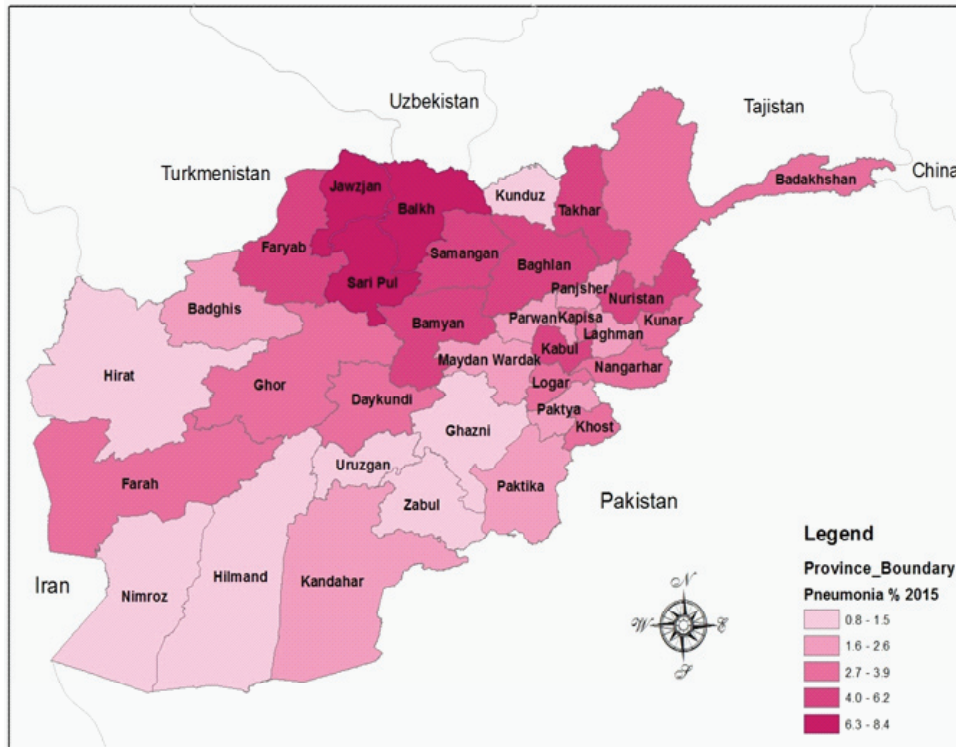 Uzbekistan
Tajistan
Turkmenistan
China
Jawzjan
Balkh
Kunduz
Badakhshan
Takhar
Faryab
Samangan
Baghlan
Sari Pul
Panjsher
Nuristan
Badghis
Parwan
Kapisa
Kunar
Bamyan
Laghman
Kabul
Hirat
Maydan Wardak
Nangarhar
Ghor
Logar
Daykundi
Paktya
Khost
Ghazni
Uruzgan
Farah
Paktika
Zabul
Pakistan
Iran
Nimroz
Hilmand
Kandahar
N
W
E
S
Legend
Province_Boundary
Pneumonia % 2015
0.8 - 1.5
1.6 - 2.6
2.7 - 3.9
4.0 - 6.2
6.3 - 8.4